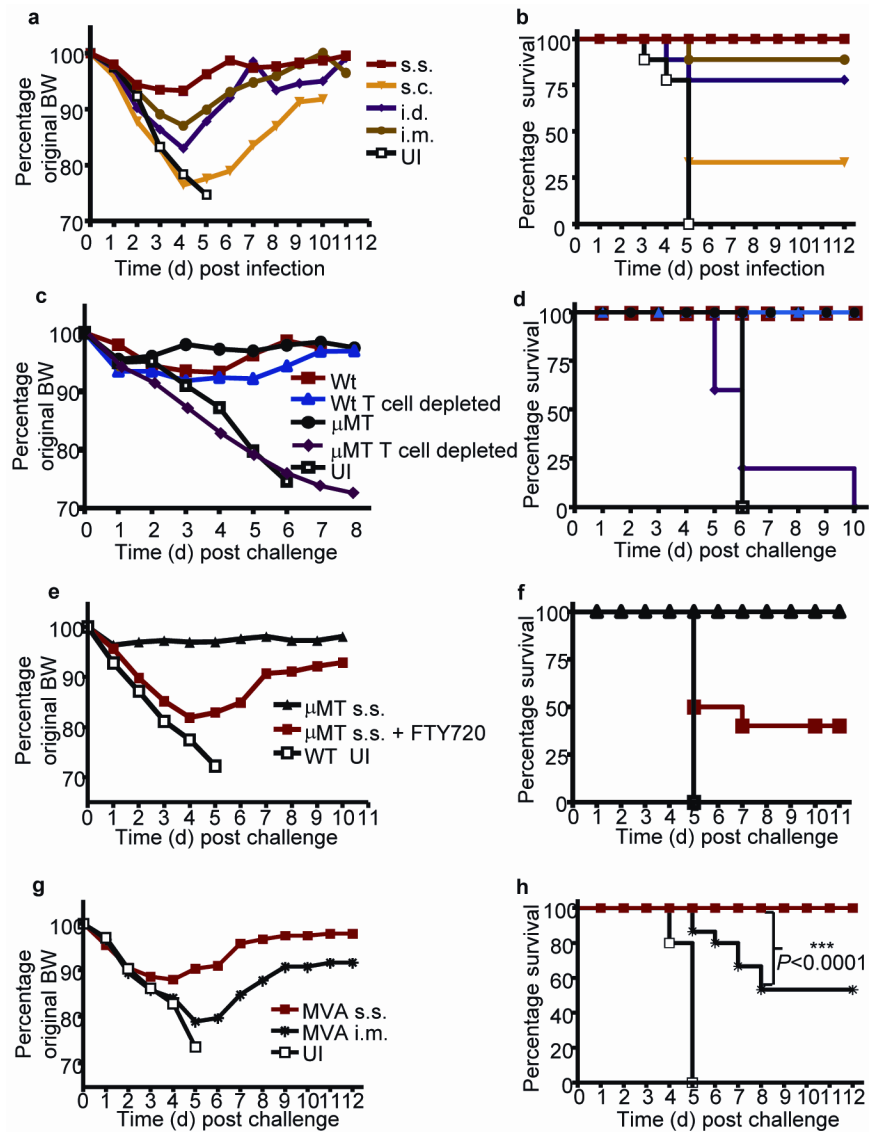 a
Percentage
original BW
100
90
80
70
0 1 2 3 4 5 6 7 8 9 10 11 12
Time (d) post infection
s.s.
s.c.
i.d.
i.m.
UI
b
Percentage survival
100
75
50
25
0
0 1 2 3 4 5 6 7 8 9 10 11 12
Time (d) post infection
c
Percentage
original BW
100
90
80
70
0 1 2 3 4 5 6 7 8
Time (d) post challenge
Wt
Wt T cell depleted
μMT
μMT T cell depleted
UI
d
Percentage survival
100
75
50
25
0
0 1 2 3 4 5 6 7 8 9 10
Time (d) post challenge
e
Percentage
original BW
100
90
80
70
0 1 2 3 4 5 6 7 8 9 10 11
Time (d) post challenge
μMT s.s.
μMT s.s. + FTY720
WT UI
f
Percentage survival
100
75
50
25
0
0 1 2 3 4 5 6 7 8 9 10 11
Time (d) post challenge
g
Percentage
original BW
100
90
80
70
0 1 2 3 4 5 6 7 8 9 10 11 12
Time (d) post challenge
MVA s.s.
MVA i.m.
UI
h
Percentage survival
100
80
60
40
20
0
0 1 2 3 4 5 6 7 8 9 10 11 12
Time (d) post challenge
***
P<0.0001